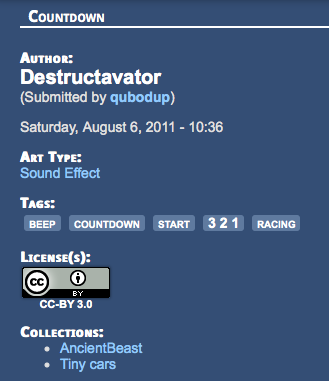 Countdown
Author:
Destructavator
(Submitted by qubodup)
Saturday, August 6, 2011 - 10:36
Art Type:
Sound Effect
Tags:
BEEP COUNTDOWN START 3 2 1 RACING
License(s):
cc BY
CC-BY 3.0
Collections:
• AncientBeast
• Tiny cars